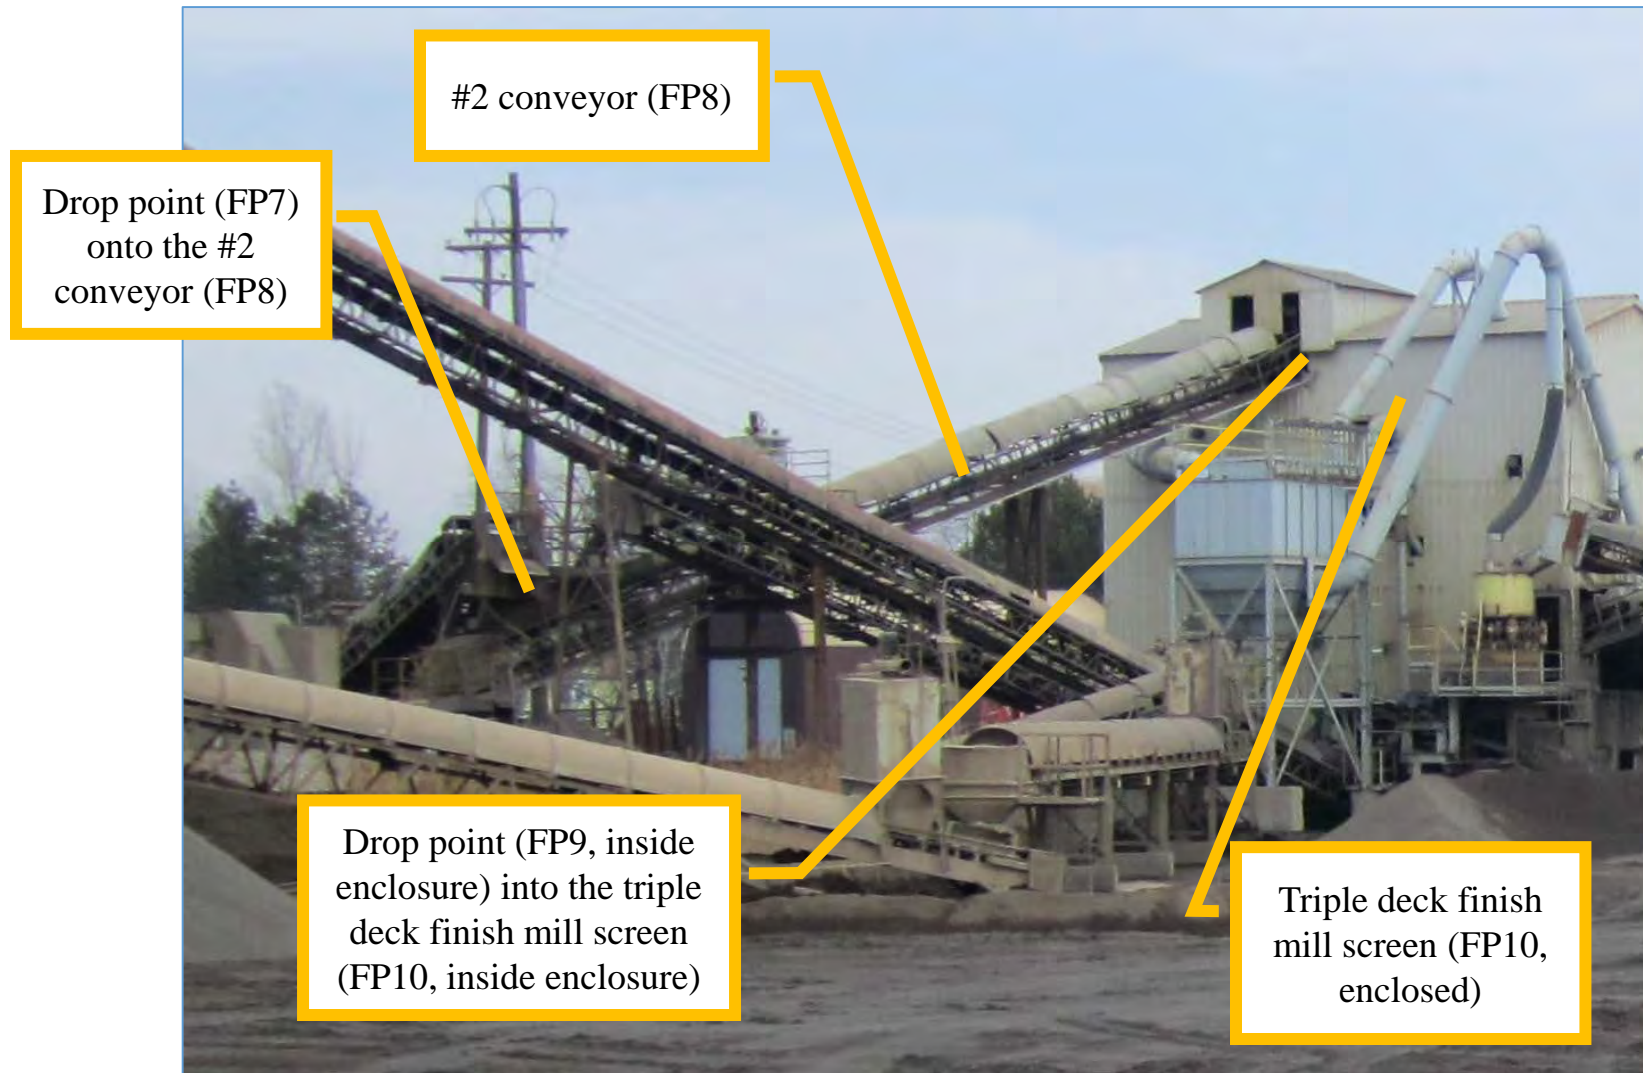 #2 conveyor (FP8)
Drop point (FP7)
onto the #2
conveyor (FP8)
Drop point (FP9, inside
enclosure) into the triple
deck finish mill screen
(FP10, inside enclosure)
Triple deck finish
mill screen (FP10,
enclosed)